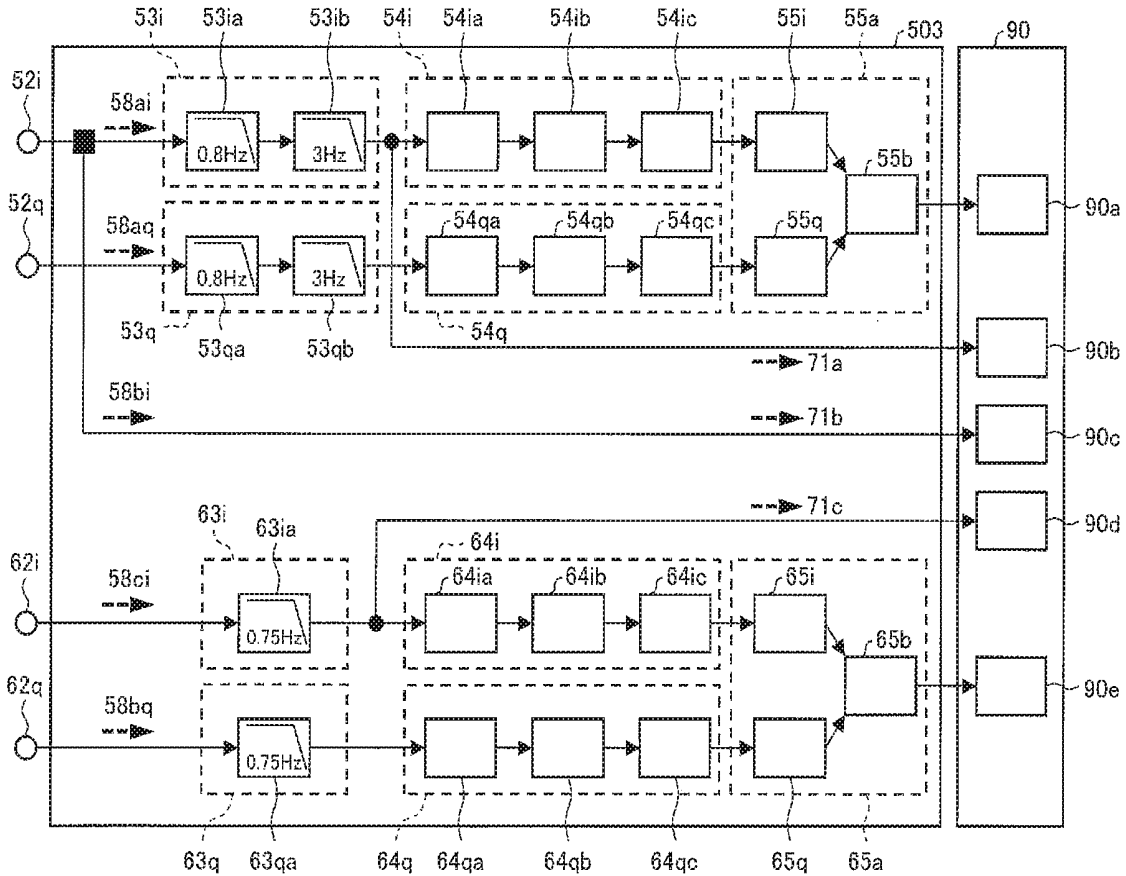 53i 53ia 53ib 54i 54ia 54ib 54ic 55i 55a 503 90
52i 58ai 0.8Hz 3Hz 55b
52q 58aq 0.8Hz 3Hz 54qa 54qb 54qc 55q 90a
53q 53qa 53qb 54q 90b
58bi 71a
71b 90c
71c 90d
62i 58ci 63i 63ia 0.75Hz 64i 64ia 64ib 64ic 65i 65b
62q 58bq 0.75Hz 90e
63q 63qa 64q 64qa 64qb 64qc 65q 65a